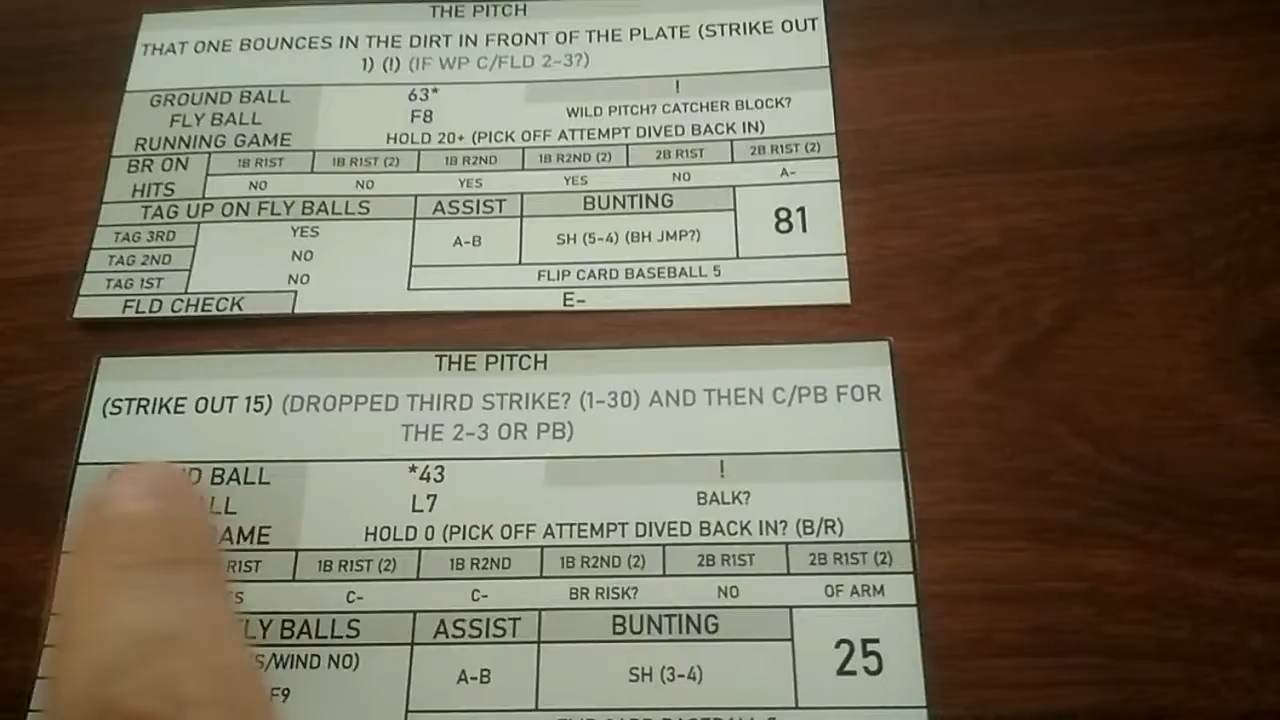 THE PITCH
THAT ONE BOUNCES IN THE DIRT IN FRONT OF THE PLATE (STRIKE OUT
1) (!) (IF WP C/FLD 2-3?)
GROUND BALL 63* !
FLY BALL F8 WILD PITCH? CATCHER BLOCK?
RUNNING GAME HOLD 20+ (PICK OFF ATTEMPT DIVED BACK IN)
BR ON 1B R1ST 1B R1ST (2) 1B R2ND 1B R2ND (2) 2B R1ST 2B R1ST (2)
HITS NO NO YES YES NO A-
TAG UP ON FLY BALLS ASSIST BUNTING 81
TAG 3RD YES A-B SH (5-4) (BH JMP?)
TAG 2ND NO
TAG 1ST NO FLIP CARD BASEBALL 5
FLD CHECK E-
THE PITCH
(STRIKE OUT 15) (DROPPED THIRD STRIKE? (1-30) AND THEN C/PB FOR
THE 2-3 OR PB)
BALL *43 !
LL L7 BALK?
AME HOLD 0 (PICK OFF ATTEMPT DIVED BACK IN? (B/R)
R1ST 1B R1ST (2) 1B R2ND 1B R2ND (2) 2B R1ST 2B R1ST (2)
S C- C- BR RISK? NO OF ARM
LY BALLS ASSIST BUNTING 25
S/WIND NO) A-B SH (3-4)
F9